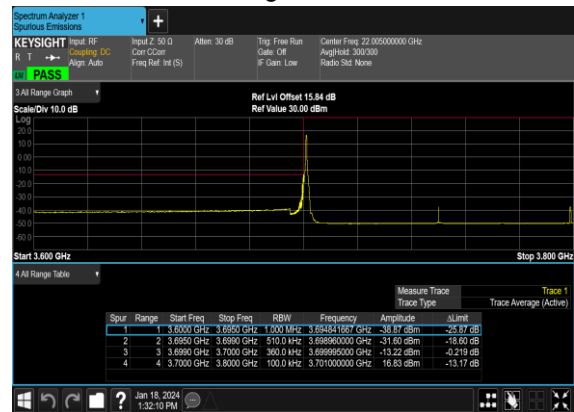 Spectrum Analyzer 1
Spurious Emissions
KEYSIGHT Input: RF Input Z: 50 Ω Atten: 30 dB Trig: Free Run Center Freq: 22.005000000 GHz
R T Coupling: DC Corr CCorr Gate: Off Avg|Hold: 300/300
Align: Auto Freq Ref: Int (S) IF Gain: Low Radio Std: None
PASS
3 All Range Graph
Ref Lvl Offset 15.84 dB
Scale/Div 10.0 dB Ref Value 30.00 dBm
Log
20.0
10.0
0.00
-10.0
-20.0
-30.0
-40.0
-50.0
-60.0
Start 3.600 GHz Stop 3.800 GHz
4 All Range Table
Measure Trace Trace 1
Trace Type Trace Average (Active)
Spur Range Start Freq Stop Freq RBW Frequency Amplitude ΔLimit
1 1 3.6000 GHz 3.6950 GHz 1.000 MHz 3.694841667 GHz -38.87 dBm -25.87 dB
2 2 3.6950 GHz 3.6990 GHz 510.0 kHz 3.698960000 GHz -31.60 dBm -18.60 dB
3 3 3.6990 GHz 3.7000 GHz 360.0 kHz 3.699995000 GHz -13.22 dBm -0.219 dB
4 4 3.7000 GHz 3.8000 GHz 100.0 kHz 3.701000000 GHz 16.83 dBm -13.17 dB
? Jan 18, 2024
1:32:10 PM